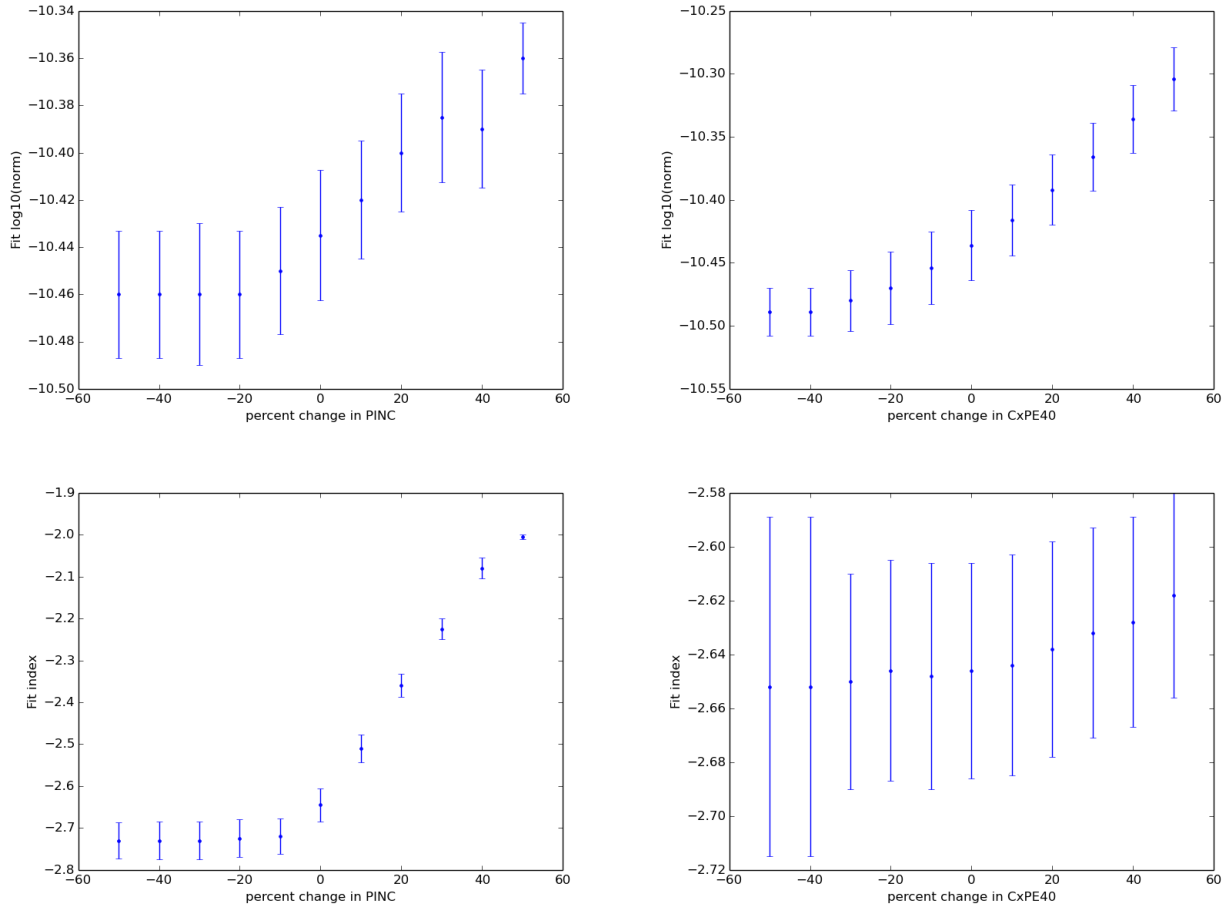 −10.34
−10.36
−10.38
−10.40
−10.42
−10.44
−10.46
−10.48
−10.50
Fit log10(norm)
−60 −40 −20 0 20 40 60
percent change in PINC
−10.25
−10.30
−10.35
−10.40
−10.45
−10.50
−10.55
Fit log10(norm)
−60 −40 −20 0 20 40 60
percent change in CxPE40
−1.9
−2.0
−2.1
−2.2
−2.3
−2.4
−2.5
−2.6
−2.7
−2.8
Fit index
−60 −40 −20 0 20 40 60
percent change in PINC
−2.58
−2.60
−2.62
−2.64
−2.66
−2.68
−2.70
−2.72
Fit index
−60 −40 −20 0 20 40 60
percent change in CxPE40